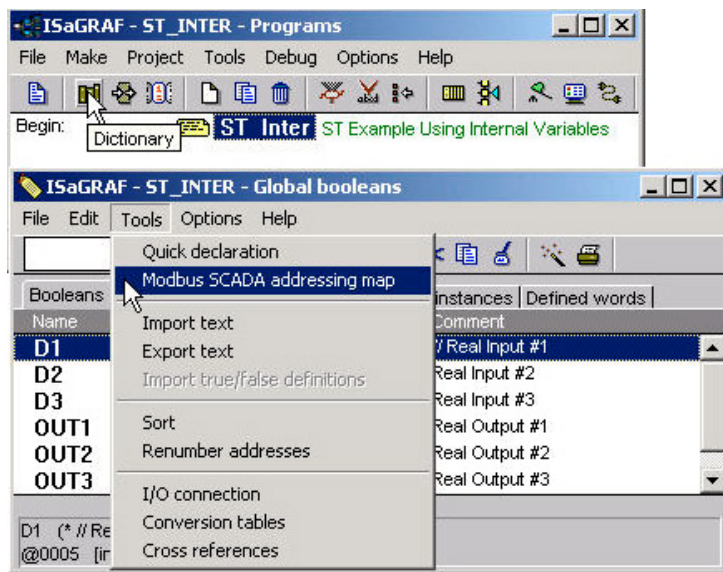 ISaGRAF - ST_INTER - Programs
File Make Project Tools Debug Options Help
Begin:
Dictionary
ST Inter ST Example Using Internal Variables
ISaGRAF - ST_INTER - Global booleans
File Edit Tools Options Help
Quick declaration
Modbus SCADA addressing map
Import text
Export text
Import true/false definitions
Sort
Renumber addresses
I/O connection
Conversion tables
Cross references
Booleans instances Defined words
Name Comment
D1 // Real Input #1
D2 Real Input #2
D3 Real Input #3
OUT1 Real Output #1
OUT2 Real Output #2
OUT3 Real Output #3
D1 (* // Re
@0005 [in